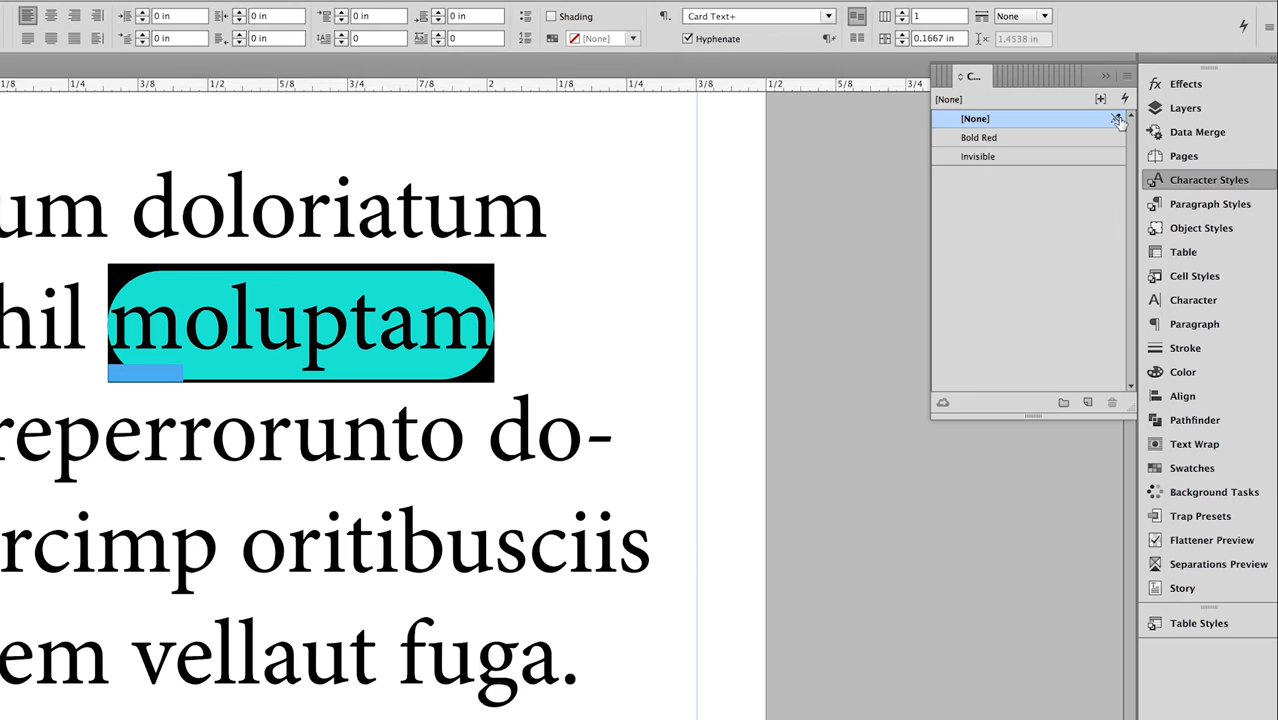 0 in 0 in 0 in 0 in Shading Card Text+ 1 None
0 in 0 in 0 0 [None] Hyphenate 0.1667 in 1.4538 in
1/8 1/4 3/8 1/2 5/8 3/4 7/8 2 1/8 1/4 3/8 1/2 5/8 3/4
C...
[None]
[None]
Bold Red
Invisible
Effects
Layers
Data Merge
Pages
Character Styles
Paragraph Styles
Object Styles
Table
Cell Styles
Character
Paragraph
Stroke
Color
Align
Pathfinder
Text Wrap
Swatches
Background Tasks
Trap Presets
Flattener Preview
Separations Preview
Story
Table Styles
um doloriatum
hil moluptam
reperrorunto do-
rcimp oritibusciis
em vellaut fuga.